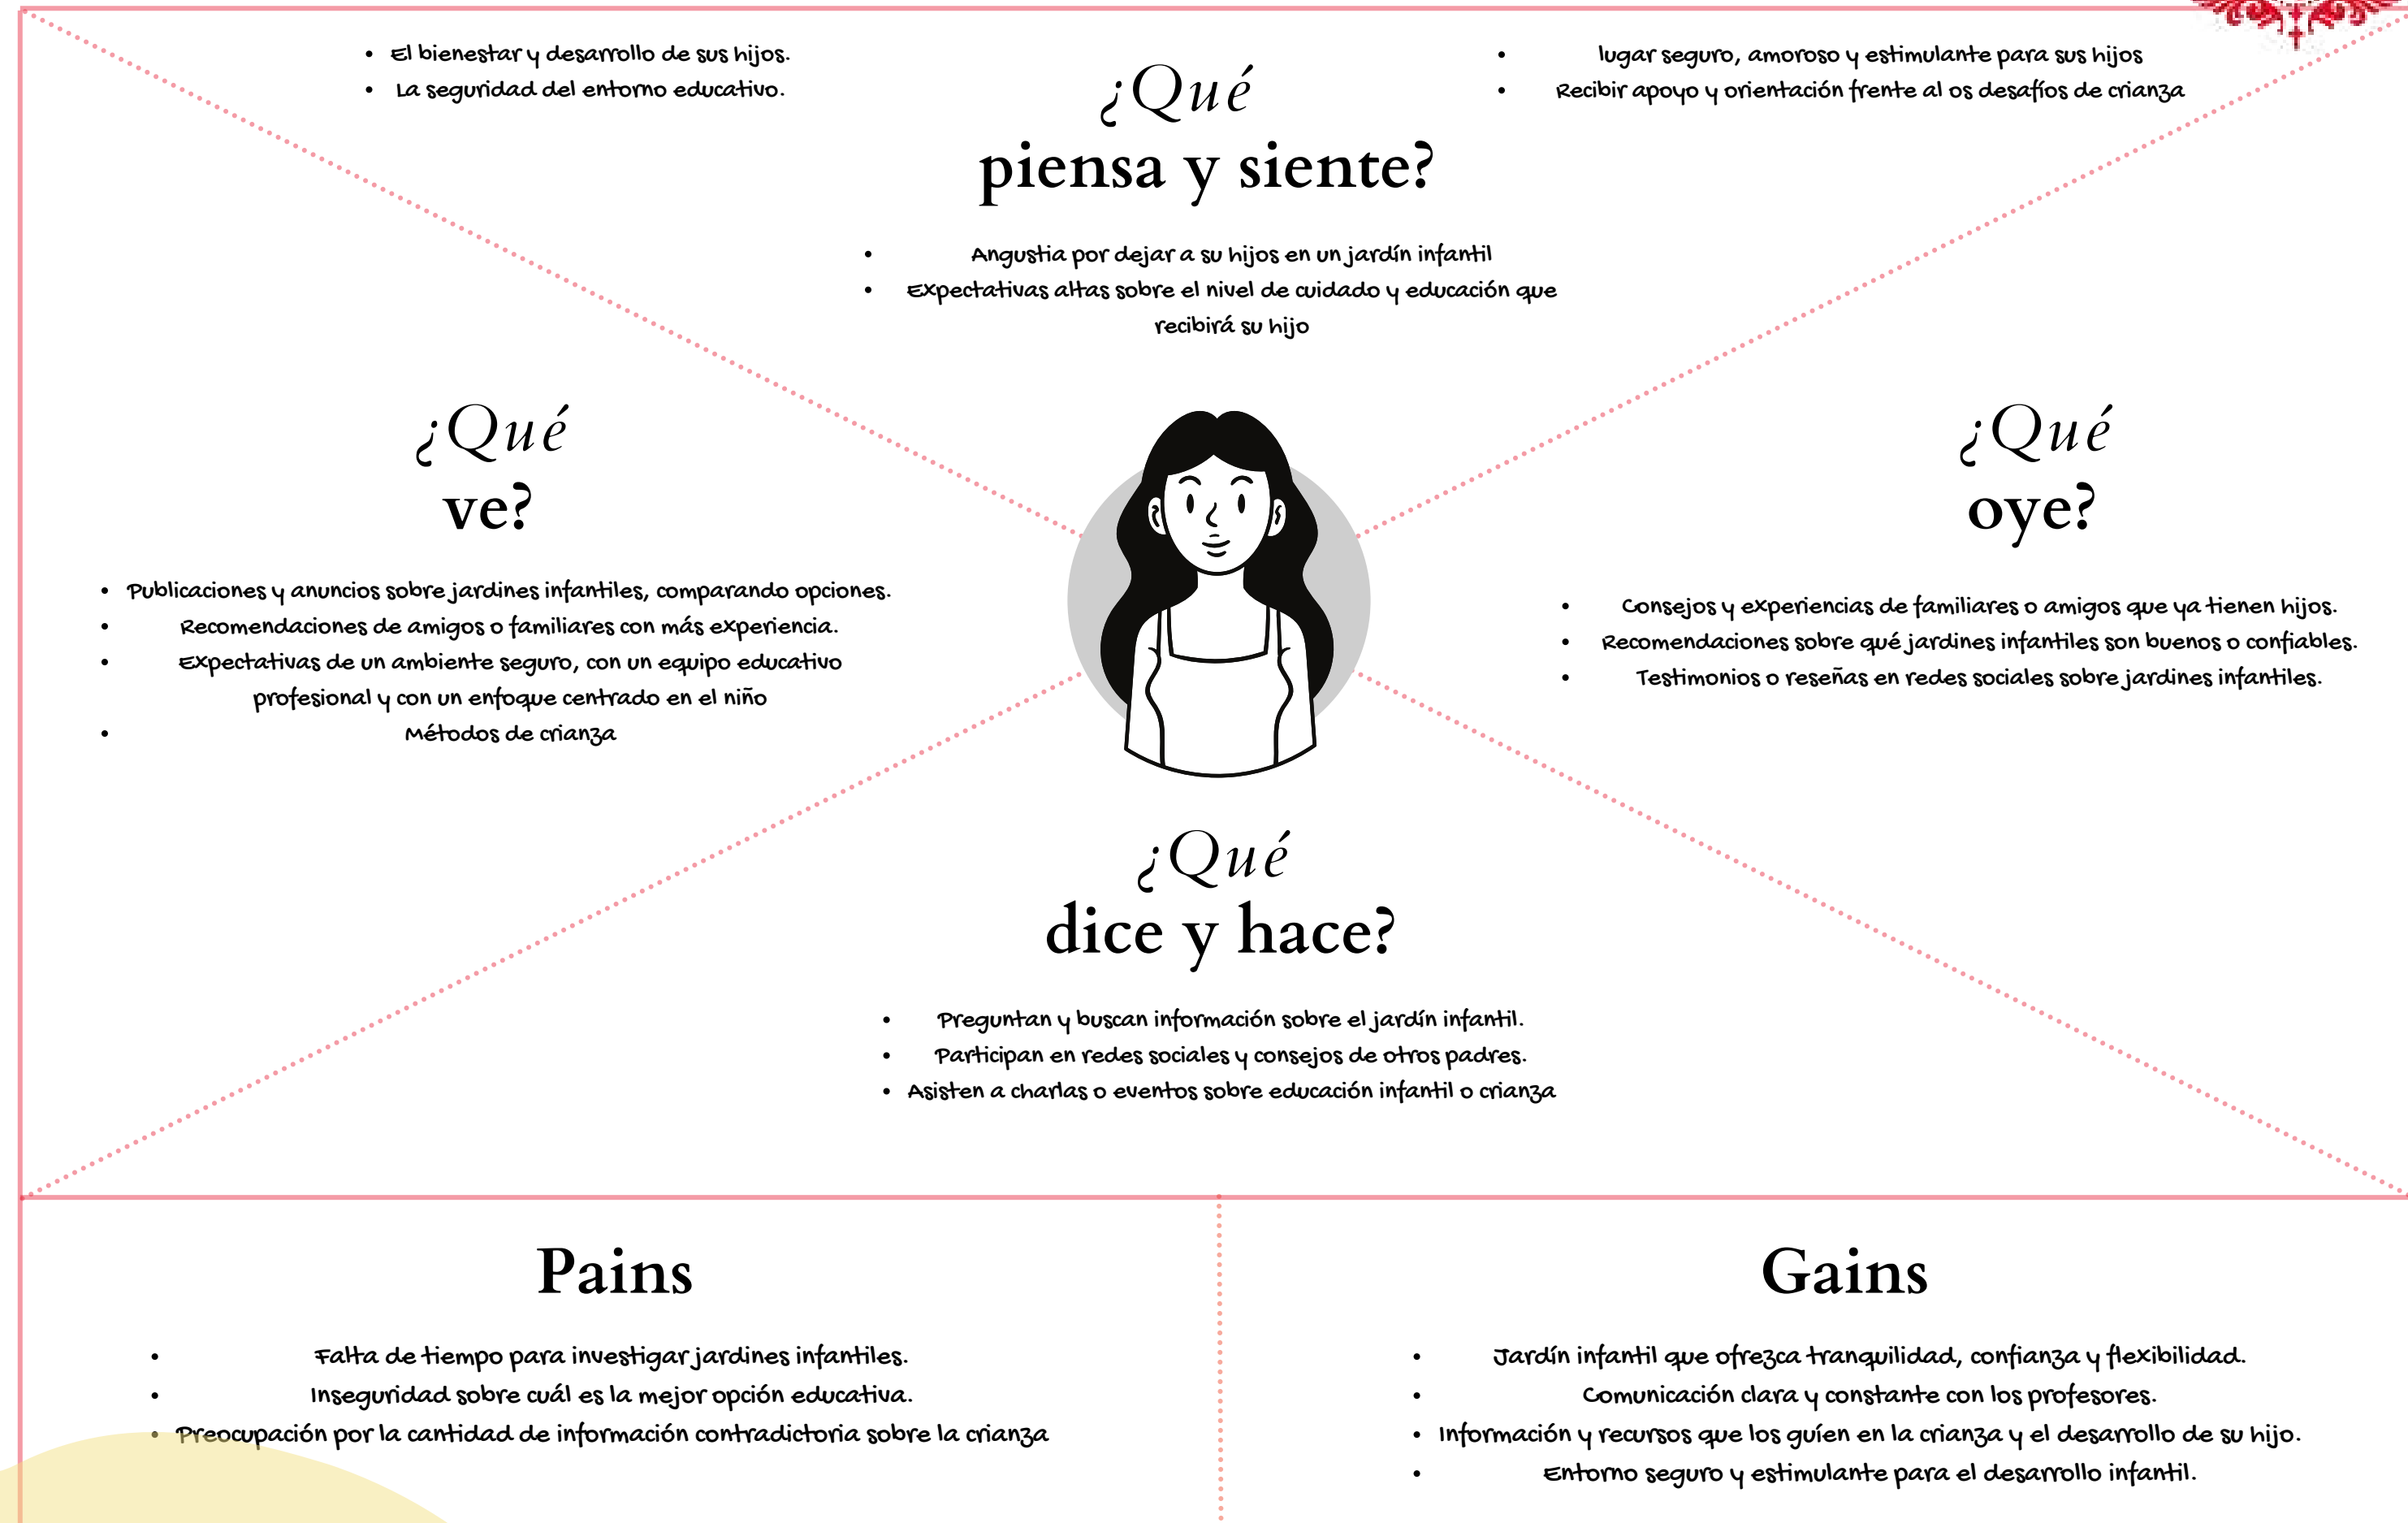 • El bienestar y desarrollo de sus hijos.
• La seguridad del entorno educativo.
• lugar seguro, amoroso y estimulante para sus hijos
• Recibir apoyo y orientación frente al os desafíos de crianza
¿Qué
piensa y siente?
• Angustia por dejar a su hijos en un jardín infantil
• Expectativas altas sobre el nivel de cuidado y educación que
recibirá su hijo
¿Qué
ve?
• Publicaciones y anuncios sobre jardines infantiles, comparando opciones.
• Recomendaciones de amigos o familiares con más experiencia.
• Expectativas de un ambiente seguro, con un equipo educativo
profesional y con un enfoque centrado en el niño
• Métodos de crianza
¿Qué
oye?
• Consejos y experiencias de familiares o amigos que ya tienen hijos.
• Recomendaciones sobre qué jardines infantiles son buenos o confiables.
• Testimonios o reseñas en redes sociales sobre jardines infantiles.
¿Qué
dice y hace?
• Preguntan y buscan información sobre el jardín infantil.
• Participan en redes sociales y consejos de otros padres.
• Asisten a charlas o eventos sobre educación infantil o crianza
Pains
• Falta de tiempo para investigar jardines infantiles.
• Inseguridad sobre cuál es la mejor opción educativa.
• Preocupación por la cantidad de información contradictoria sobre la crianza
Gains
• Jardín infantil que ofrezca tranquilidad, confianza y flexibilidad.
• Comunicación clara y constante con los profesores.
• Información y recursos que los guíen en la crianza y el desarrollo de su hijo.
• Entorno seguro y estimulante para el desarrollo infantil.